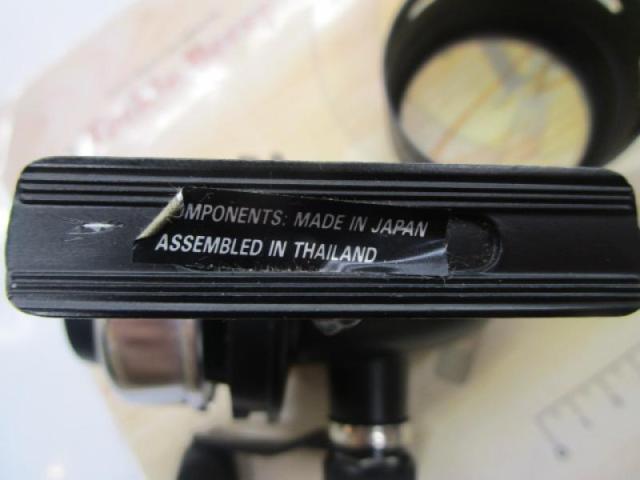 OMPONENTS: MADE IN JAPAN
ASSEMBLED IN THAILAND